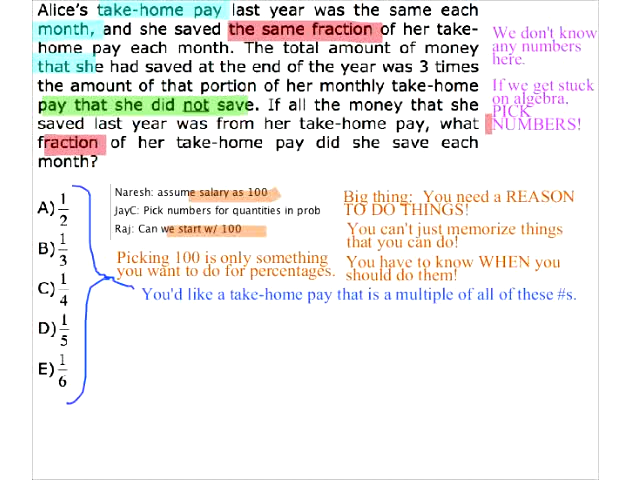 Alice's take-home pay last year was the same each
month, and she saved the same fraction of her take-
home pay each month. The total amount of money
that she had saved at the end of the year was 3 times
the amount of that portion of her monthly take-home
pay that she did not save. If all the money that she
saved last year was from her take-home pay, what
fraction of her take-home pay did she save each
month?
We don't know
any numbers
here.
If we get stuck
on algebra.
PICK
NUMBERS!
A) 1/2
B) 1/3
C) 1/4
D) 1/5
E) 1/6
Naresh: assume salary as 100
JayC: Pick numbers for quantities in prob
Raj: Can we start w/ 100
Picking 100 is only something
you want to do for percentages.
Big thing: You need a REASON
TO DO THINGS!
You can't just memorize things
that you can do!
You have to know WHEN you
should do them!
You'd like a take-home pay that is a multiple of all of these #s.